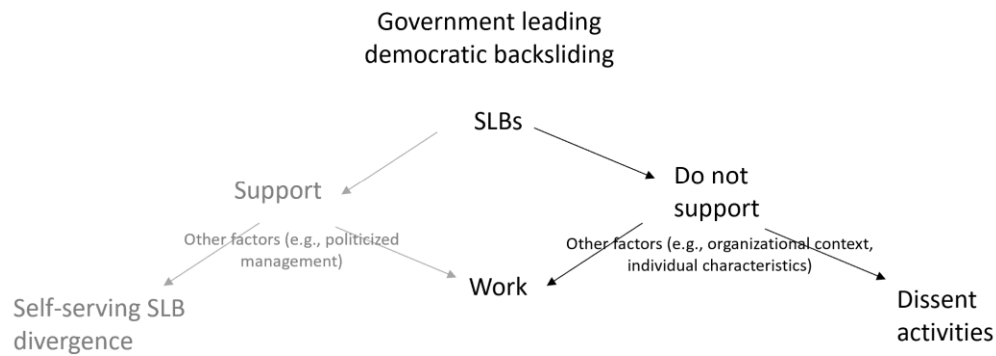 Government leading
democratic backsliding
SLBs
Support
Do not
support
Other factors (e.g., politicized
management)
Other factors (e.g., organizational context,
individual characteristics)
Work
Self-serving SLB
divergence
Dissent
activities